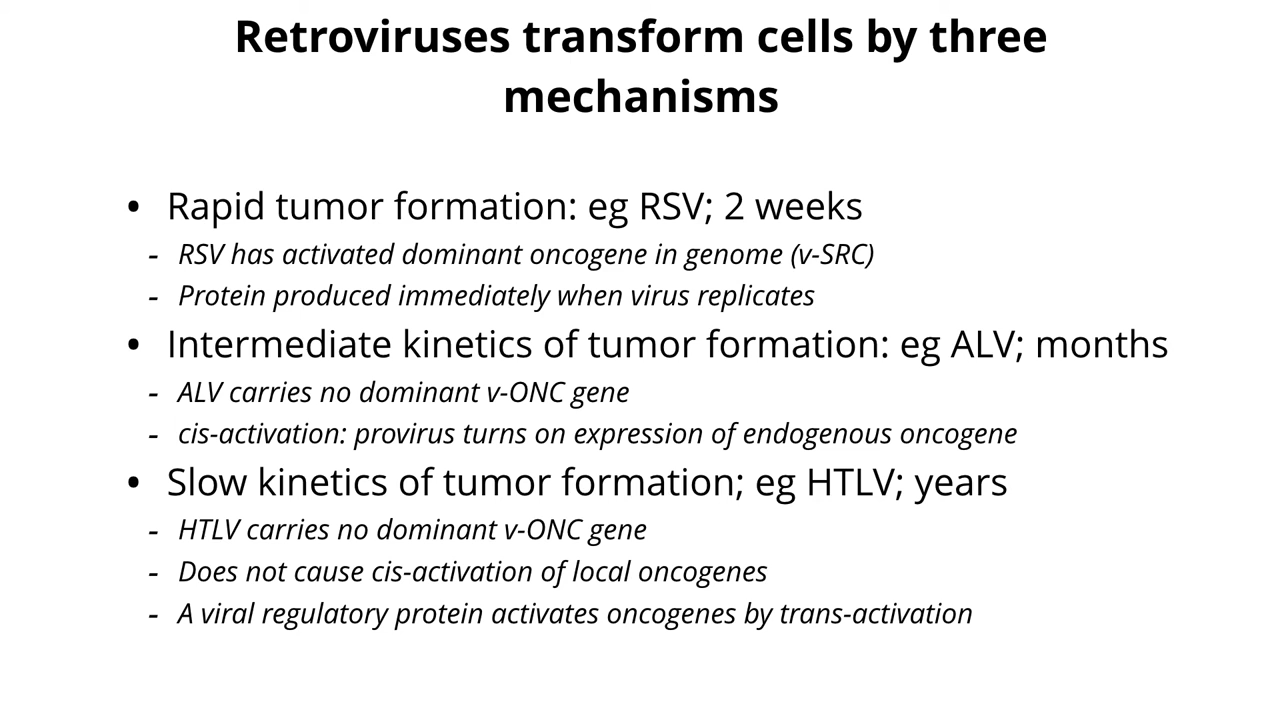 Retroviruses transform cells by three
mechanisms
• Rapid tumor formation: eg RSV; 2 weeks
- RSV has activated dominant oncogene in genome (v-SRC)
- Protein produced immediately when virus replicates
• Intermediate kinetics of tumor formation: eg ALV; months
- ALV carries no dominant v-ONC gene
- cis-activation: provirus turns on expression of endogenous oncogene
• Slow kinetics of tumor formation; eg HTLV; years
- HTLV carries no dominant v-ONC gene
- Does not cause cis-activation of local oncogenes
- A viral regulatory protein activates oncogenes by trans-activation